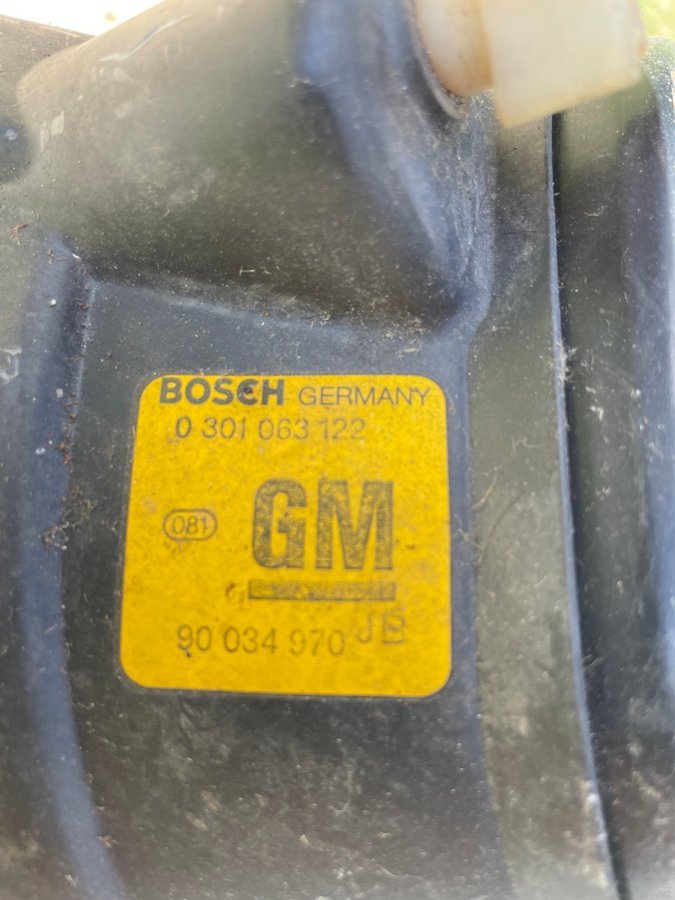 BOSCH GERMANY
0 301 063 122
081
GM
90 034 970 JB